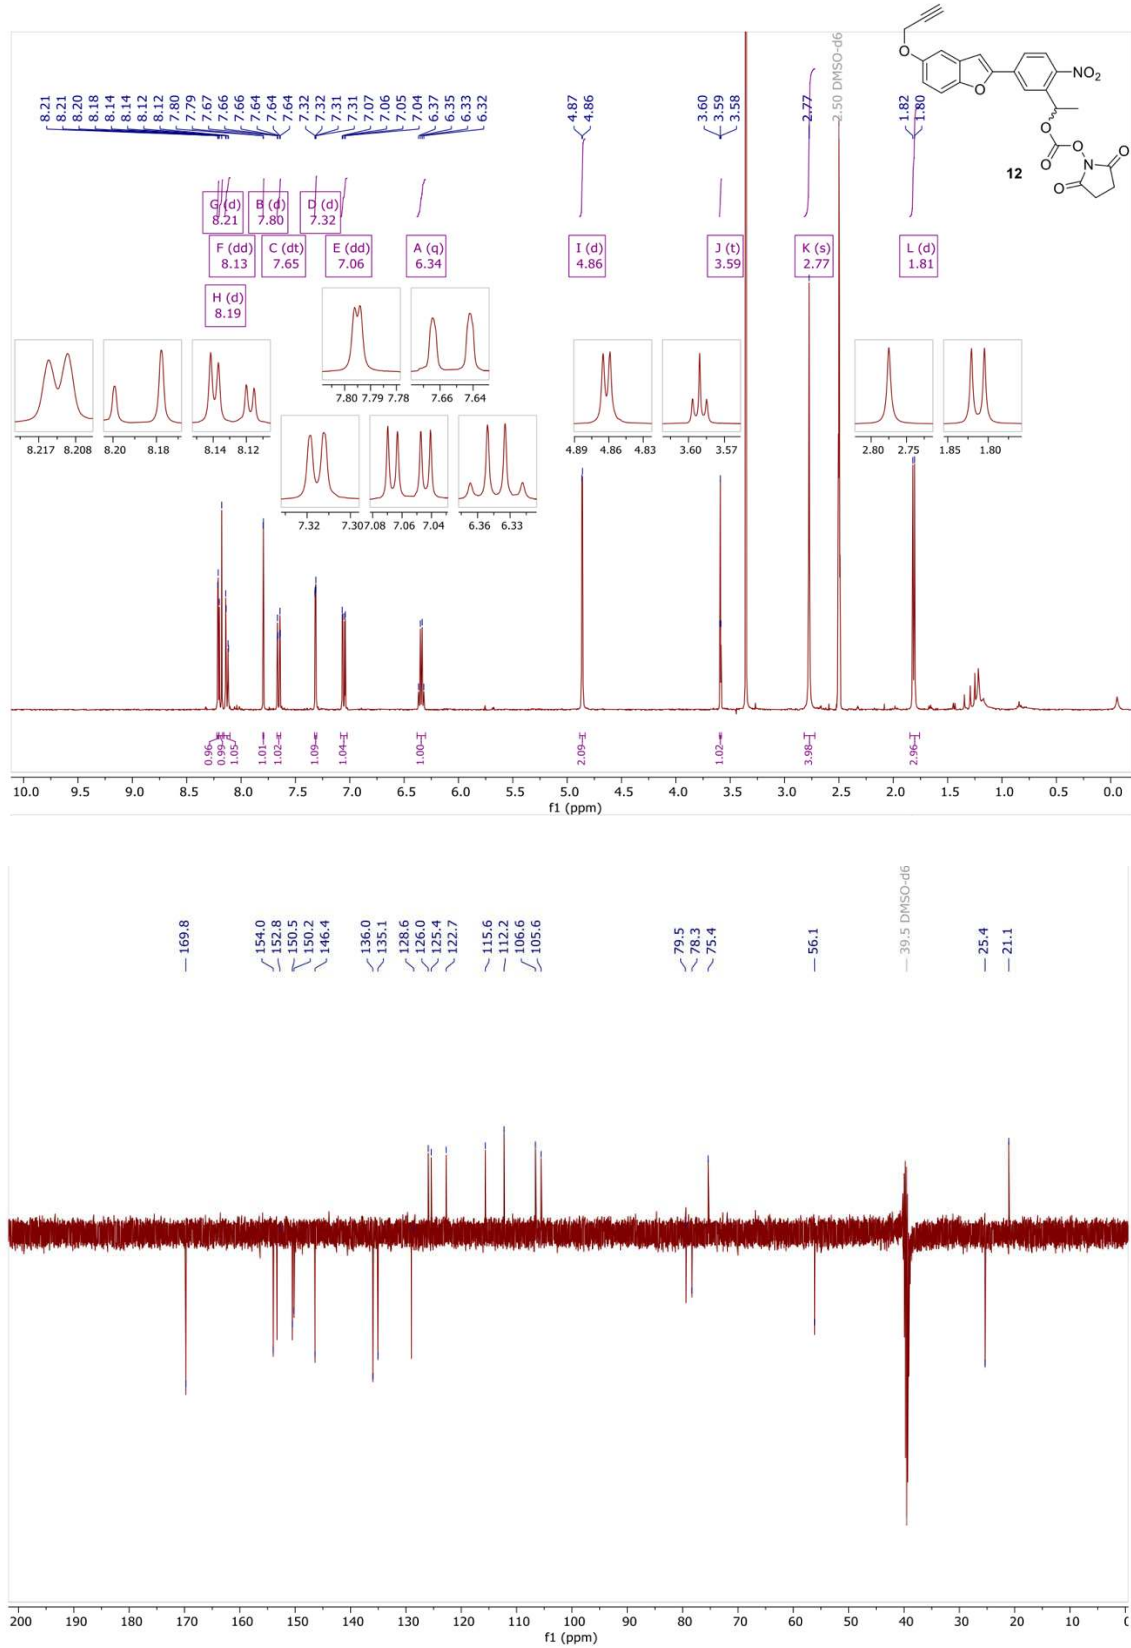 O
O
NO2
O
O
O
O
N
O
O
12
8.21
8.21
8.20
8.18
8.14
8.14
8.12
8.12
7.80
7.79
7.67
7.66
7.66
7.64
7.64
7.64
7.32
7.32
7.31
7.31
7.07
7.06
7.05
7.04
6.37
6.35
6.33
6.32
4.87
4.86
3.60
3.59
3.58
2.77
2.50 DMSO-d6
1.82
1.80
G (d)
8.21
B (d)
7.80
D (d)
7.32
F (dd)
8.13
C (dt)
7.65
E (dd)
7.06
A (q)
6.34
I (d)
4.86
J (t)
3.59
K (s)
2.77
L (d)
1.81
H (d)
8.19
7.80 7.79 7.78
7.66 7.64
8.217 8.208
8.20 8.18
8.14 8.12
4.89 4.86 4.83
3.60 3.57
2.80 2.75
1.85 1.80
7.32 7.30
7.08 7.06 7.04
6.36 6.33
0.96
0.99
1.05
1.01
1.02
1.09
1.04
1.00
2.09
1.02
3.98
2.96
10.0 9.5 9.0 8.5 8.0 7.5 7.0 6.5 6.0 5.5 5.0 4.5 4.0 3.5 3.0 2.5 2.0 1.5 1.0 0.5 0.0
f1 (ppm)
169.8
154.0
152.8
150.5
150.2
146.4
136.0
135.1
128.6
126.0
125.4
122.7
115.6
112.2
106.6
105.6
79.5
78.3
75.4
56.1
39.5 DMSO-d6
25.4
21.1
200 190 180 170 160 150 140 130 120 110 100 90 80 70 60 50 40 30 20 10 0
f1 (ppm)